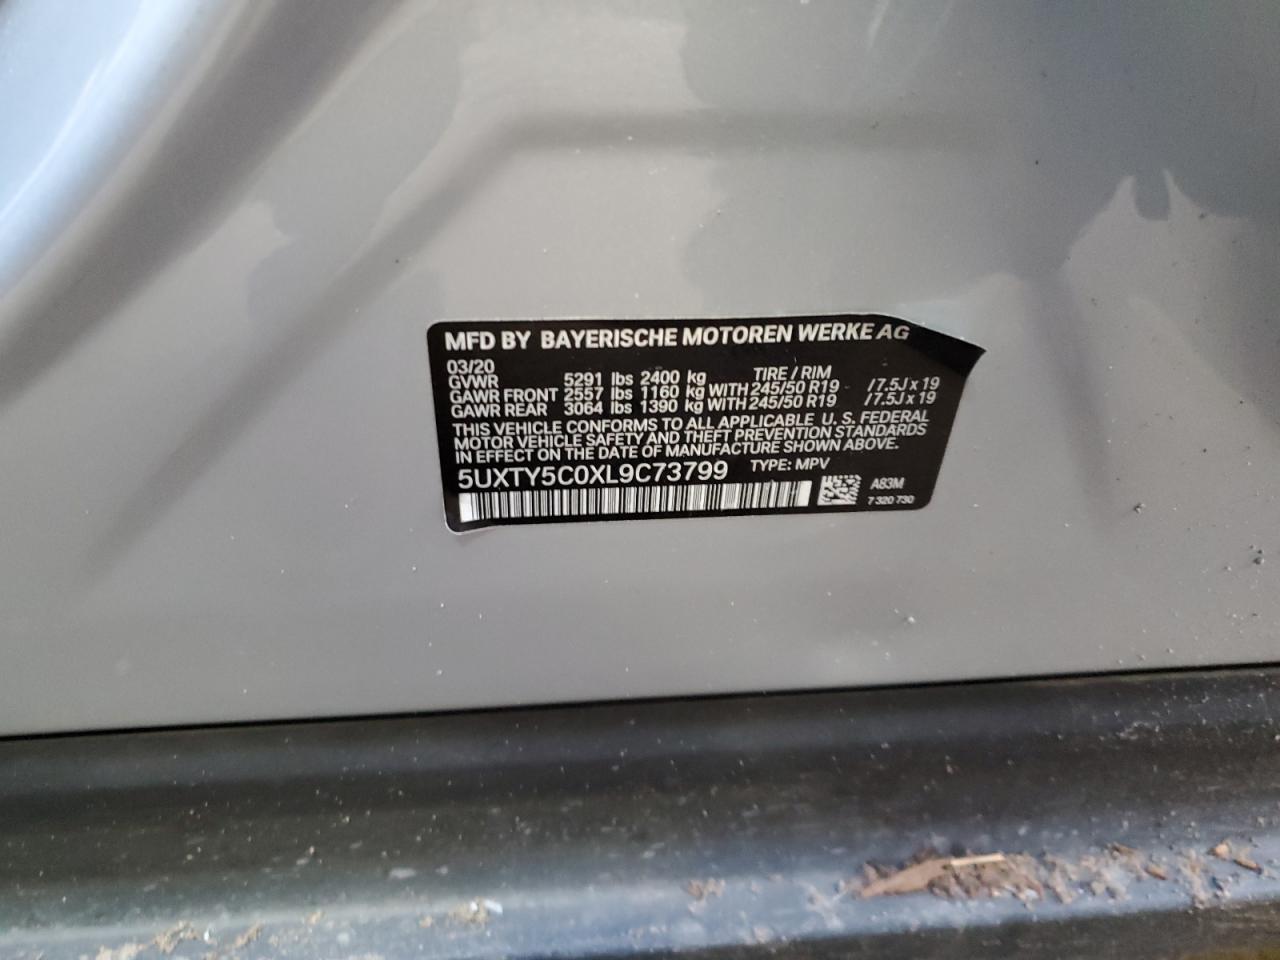 MFD BY BAYERISCHE MOTOREN WERKE AG
03/20 TIRE / RIM
GVWR 5291 lbs 2400 kg
GAWR FRONT 2557 lbs 1160 kg WITH 245/50 R19 / 7.5J x 19
GAWR REAR 3064 lbs 1390 kg WITH 245/50 R19 / 7.5J x 19
THIS VEHICLE CONFORMS TO ALL APPLICABLE U. S. FEDERAL
MOTOR VEHICLE SAFETY AND THEFT PREVENTION STANDARDS
IN EFFECT ON THE DATE OF MANUFACTURE SHOWN ABOVE.
5UXTY5C0XL9C73799 TYPE: MPV
A83M
7 320 730